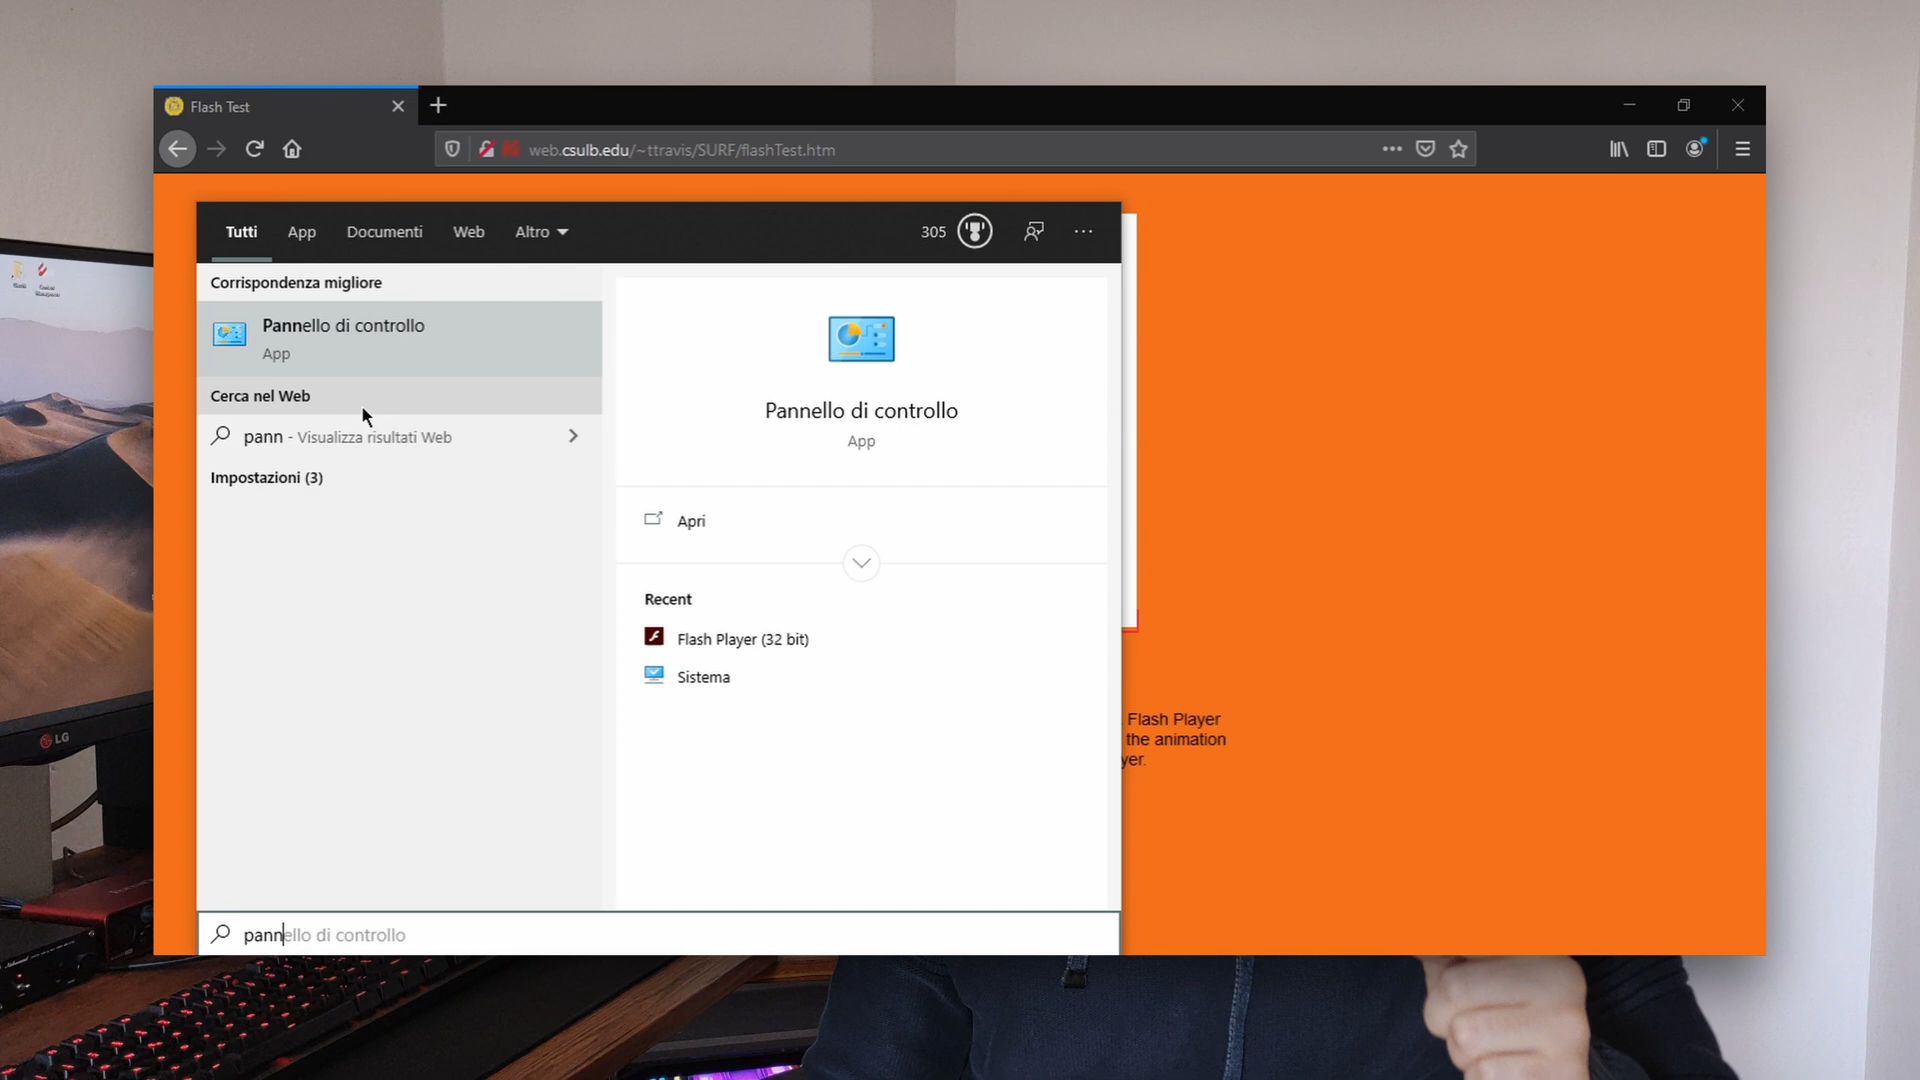 Flash Test
web.csulb.edu/~ttravis/SURF/flashTest.htm
Tutti App Documenti Web Altro 305
Corrispondenza migliore
Pannello di controllo
App
Cerca nel Web
pann - Visualizza risultati Web
Impostazioni (3)
Pannello di controllo
App
Apri
Recent
Flash Player (32 bit)
Sistema
pannello di controllo
Flash Player
the animation
yer.
LG